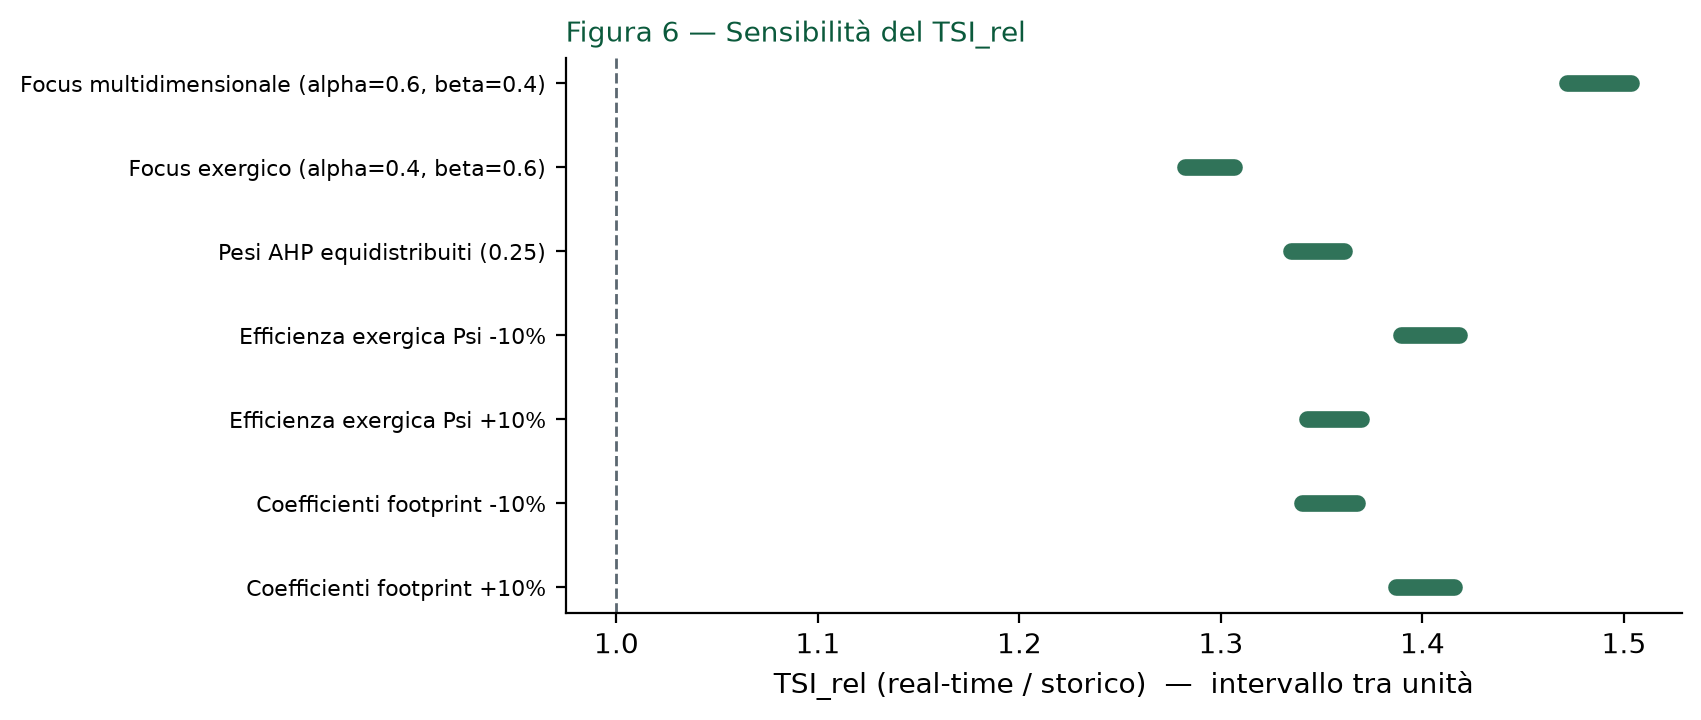 Figura 6 — Sensibilità del TSI_rel
Focus multidimensionale (alpha=0.6, beta=0.4)
Focus exergico (alpha=0.4, beta=0.6)
Pesi AHP equidistribuiti (0.25)
Efficienza exergica Psi -10%
Efficienza exergica Psi +10%
Coefficienti footprint -10%
Coefficienti footprint +10%
1.0 1.1 1.2 1.3 1.4 1.5
TSI_rel (real-time / storico) — intervallo tra unità